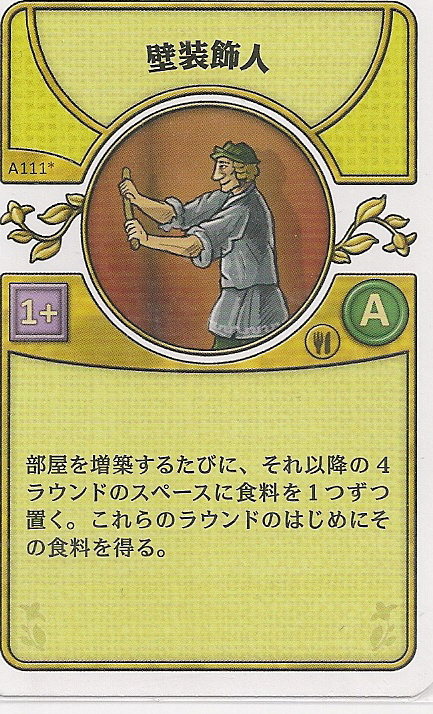 壁装飾人
A111*
1+
A
部屋を増築するたびに、それ以降の4
ラウンドのスペースに食料を1つずつ
置く。これらのラウンドのはじめにそ
の食料を得る。